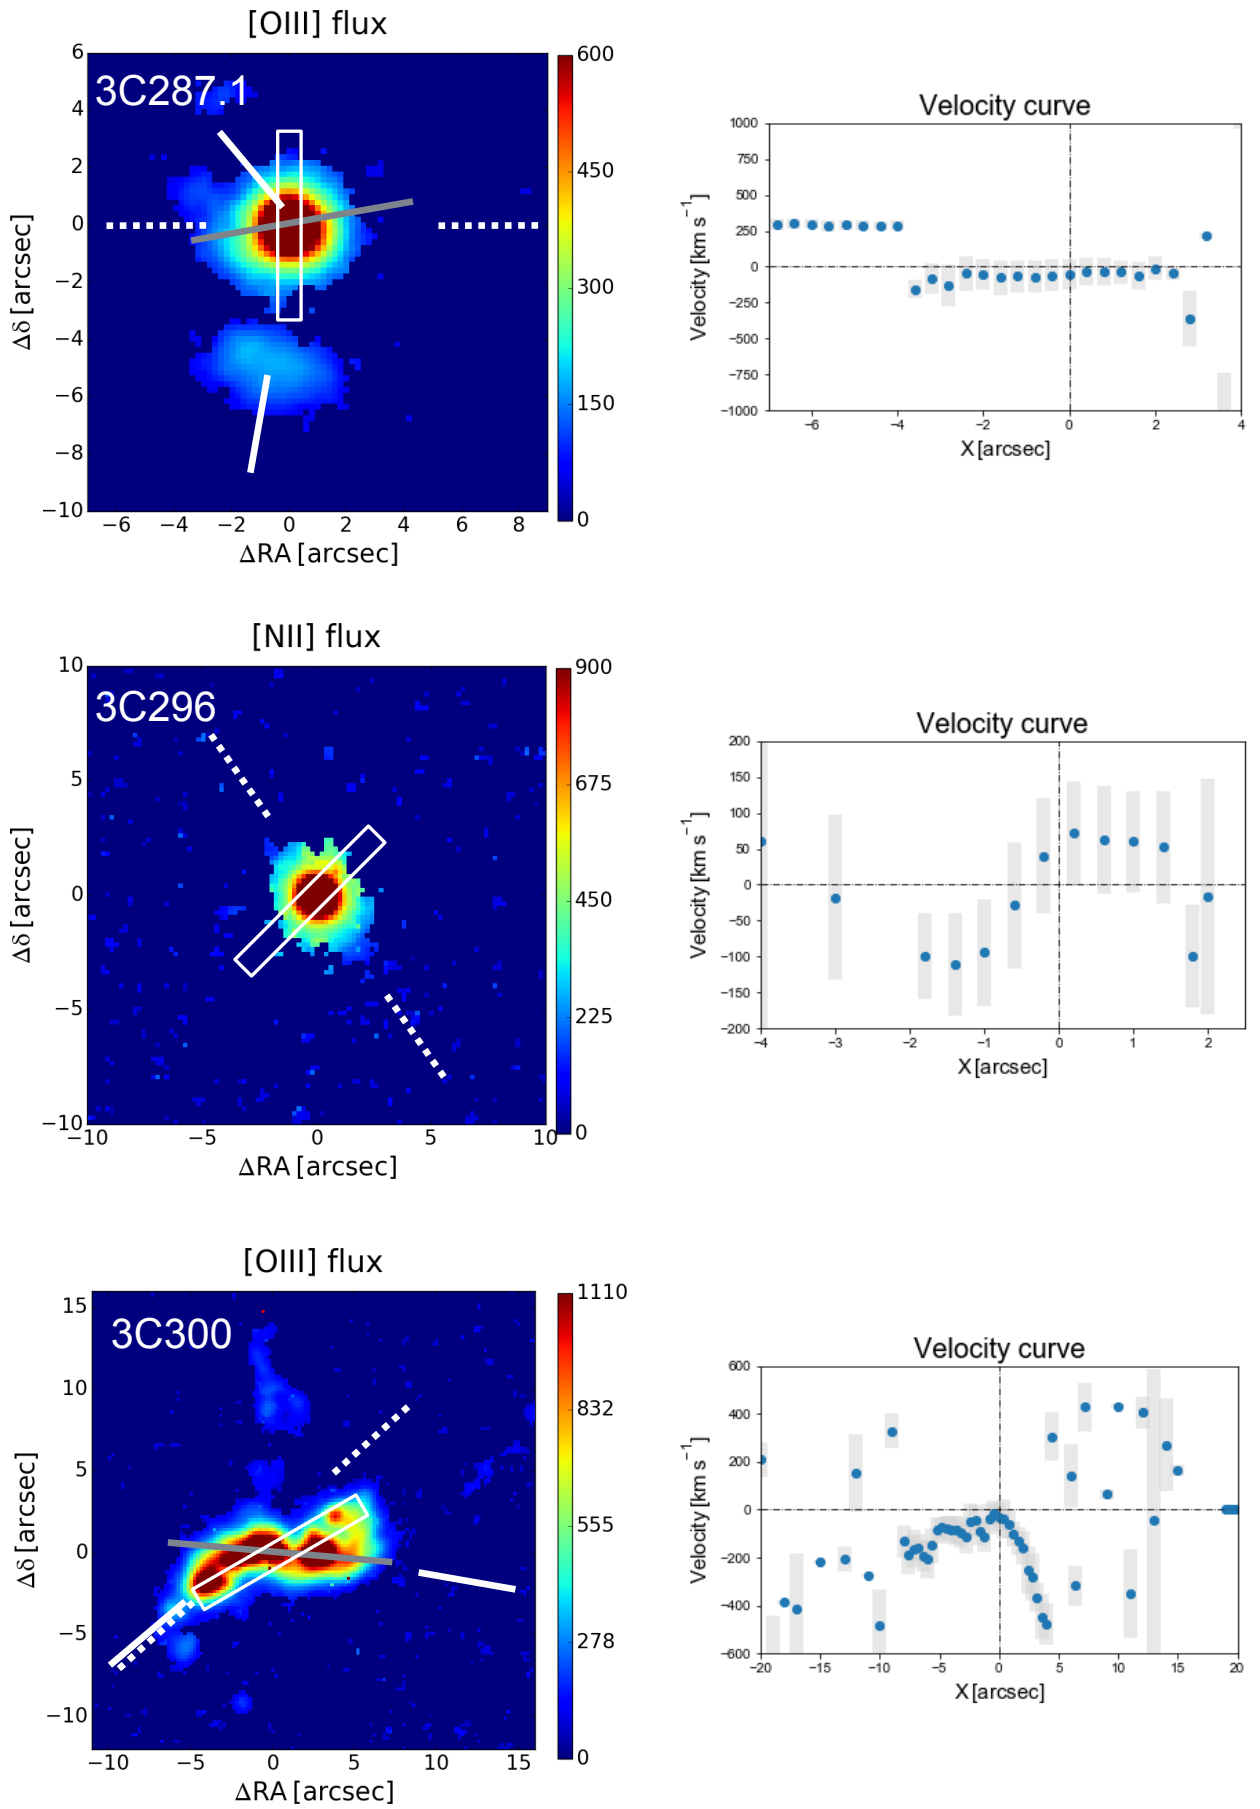 [OIII] flux
3C287.1
6
4
2
0
−2
−4
−6
−8
−10
−6 −4 −2 0 2 4 6 8
ΔRA [arcsec]
Δδ [arcsec]
600
450
300
150
0
Velocity curve
1000
750
500
250
0
−250
−500
−750
−1000
−6 −4 −2 0 2 4
X [arcsec]
Velocity [km s⁻¹]
[NII] flux
3C296
10
5
0
−5
−10
−10 −5 0 5 10
ΔRA [arcsec]
Δδ [arcsec]
900
675
450
225
0
Velocity curve
200
150
100
50
0
−50
−100
−150
−200
−4 −3 −2 −1 0 1 2
X [arcsec]
Velocity [km s⁻¹]
[OIII] flux
3C300
15
10
5
0
−5
−10
−10 −5 0 5 10 15
ΔRA [arcsec]
Δδ [arcsec]
1110
832
555
278
0
Velocity curve
600
400
200
0
−200
−400
−600
−20 −15 −10 −5 0 5 10 15 20
X [arcsec]
Velocity [km s⁻¹]